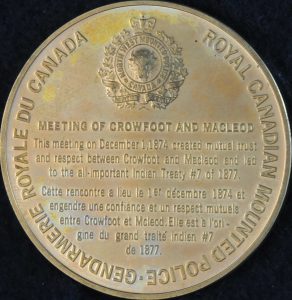 GENDARMERIE ROYALE DU CANADA
ROYAL CANADIAN MOUNTED POLICE
MEETING OF CROWFOOT AND MACLEOD
This meeting on December 1, 1874 created mutual trust
and respect between Crowfoot and Macleod and led
to the all-important Indian Treaty #7 of 1877.
Cette rencontre a lieu le 1er décembre 1874 et
engendre une confiance et un respect mutuels
entre Crowfoot et Mcleod. Elle est à l'ori-
gine du grand traité indien #7
de 1877.